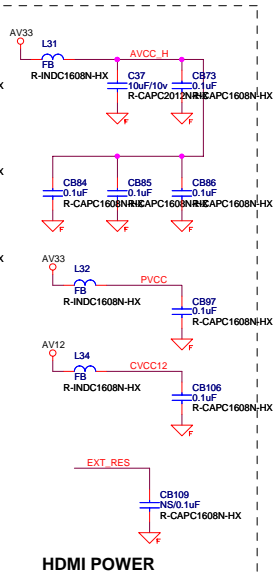 AV33
L31
FB
R-INDC1608N-HX
AVCC_H
C37
10uF/10v
R-CAPC2012N-HX
CB73
0.1uF
R-CAPC1608N-HX
CB84
0.1uF
R-CAPC1608N-HX
CB85
0.1uF
R-CAPC1608N-HX
CB86
0.1uF
R-CAPC1608N-HX
AV33
L32
FB
R-INDC1608N-HX
PVCC
CB97
0.1uF
R-CAPC1608N-HX
AV12
L34
FB
R-INDC1608N-HX
CVCC12
CB106
0.1uF
R-CAPC1608N-HX
EXT_RES
CB109
NS/0.1uF
R-CAPC1608N-HX
HDMI POWER